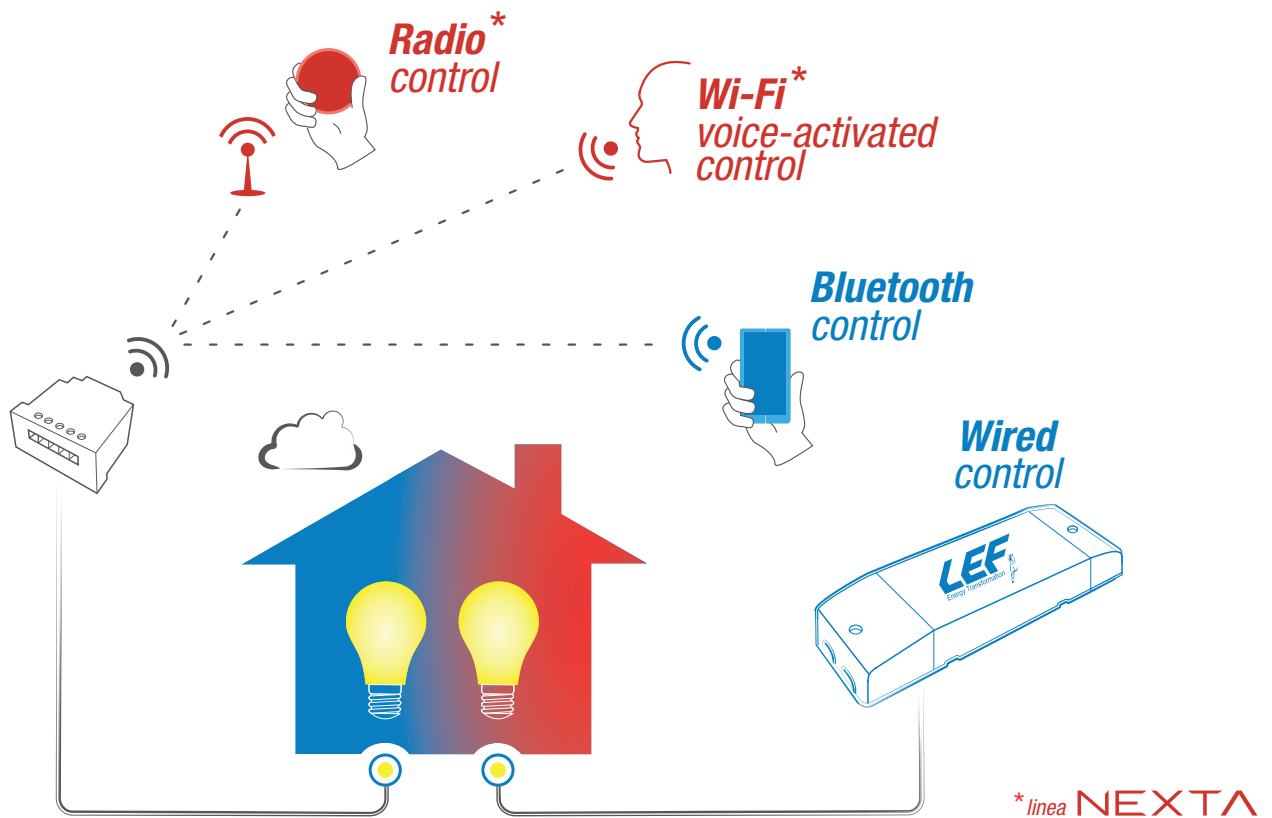 Radio*
control
Wi-Fi*
voice-activated
control
Bluetooth
control
Wired
control
LEF
Energy Transformation
*linea NEXTA